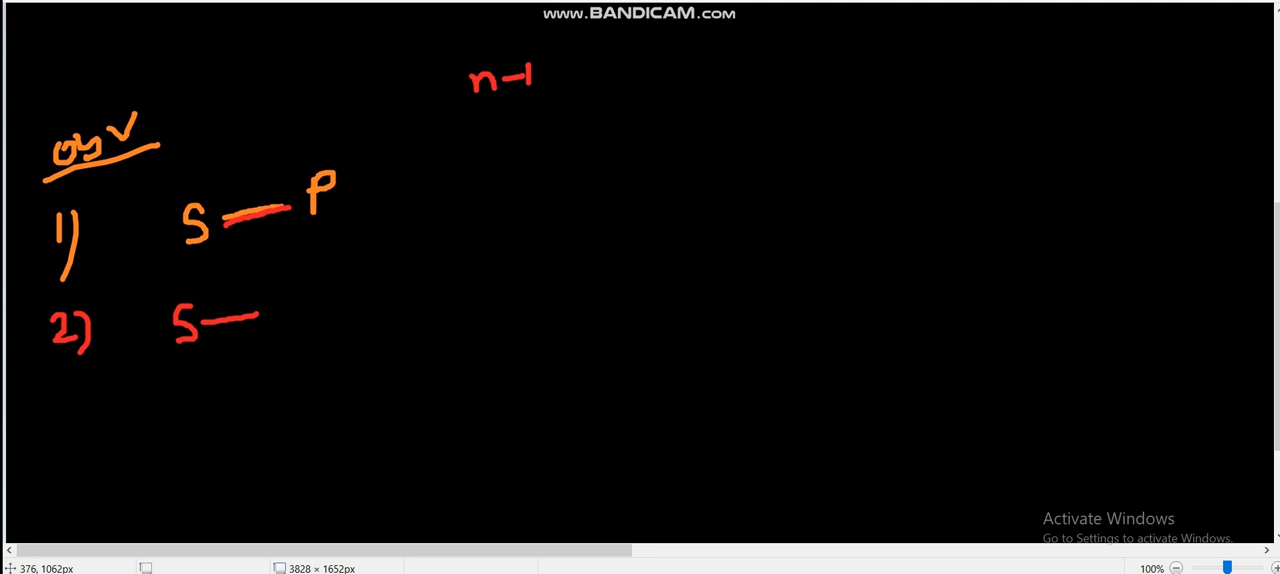 www.BANDICAM.com
n-1
obsv
1) S — P
2) S —
Activate Windows
Go to Settings to activate Windows.
376, 1062px
3828 × 1652px
100%